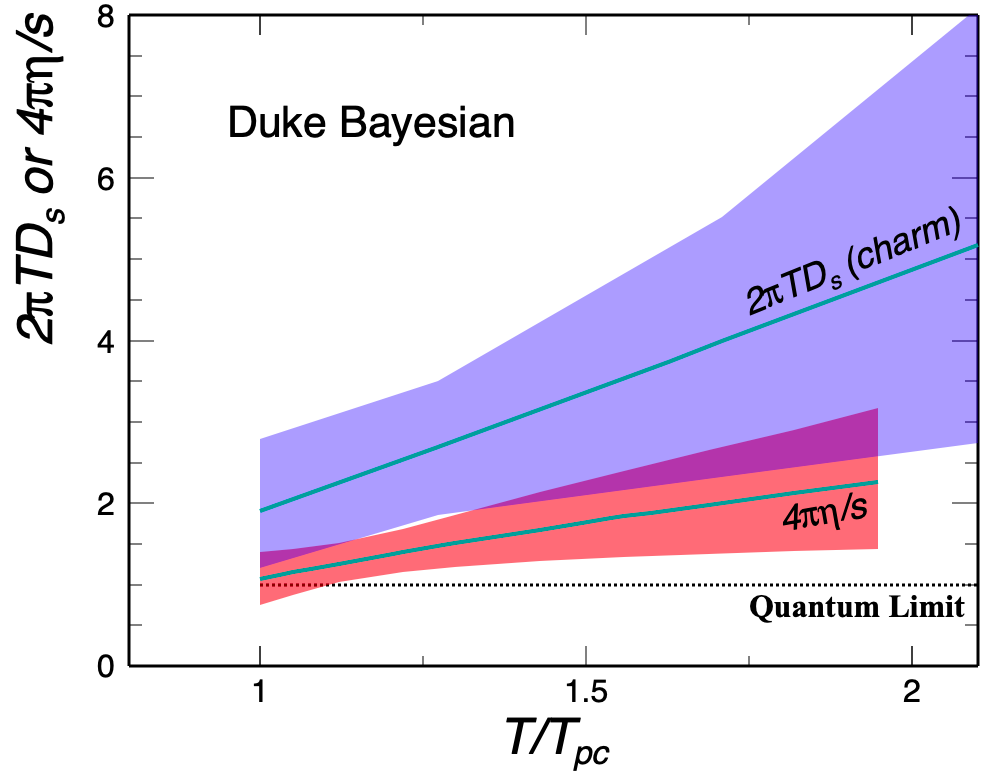 8
6
4
2
0
2πTDₛ or 4πη/s
Duke Bayesian
2πTDₛ (charm)
4πη/s
Quantum Limit
1
1.5
2
T/Tpc